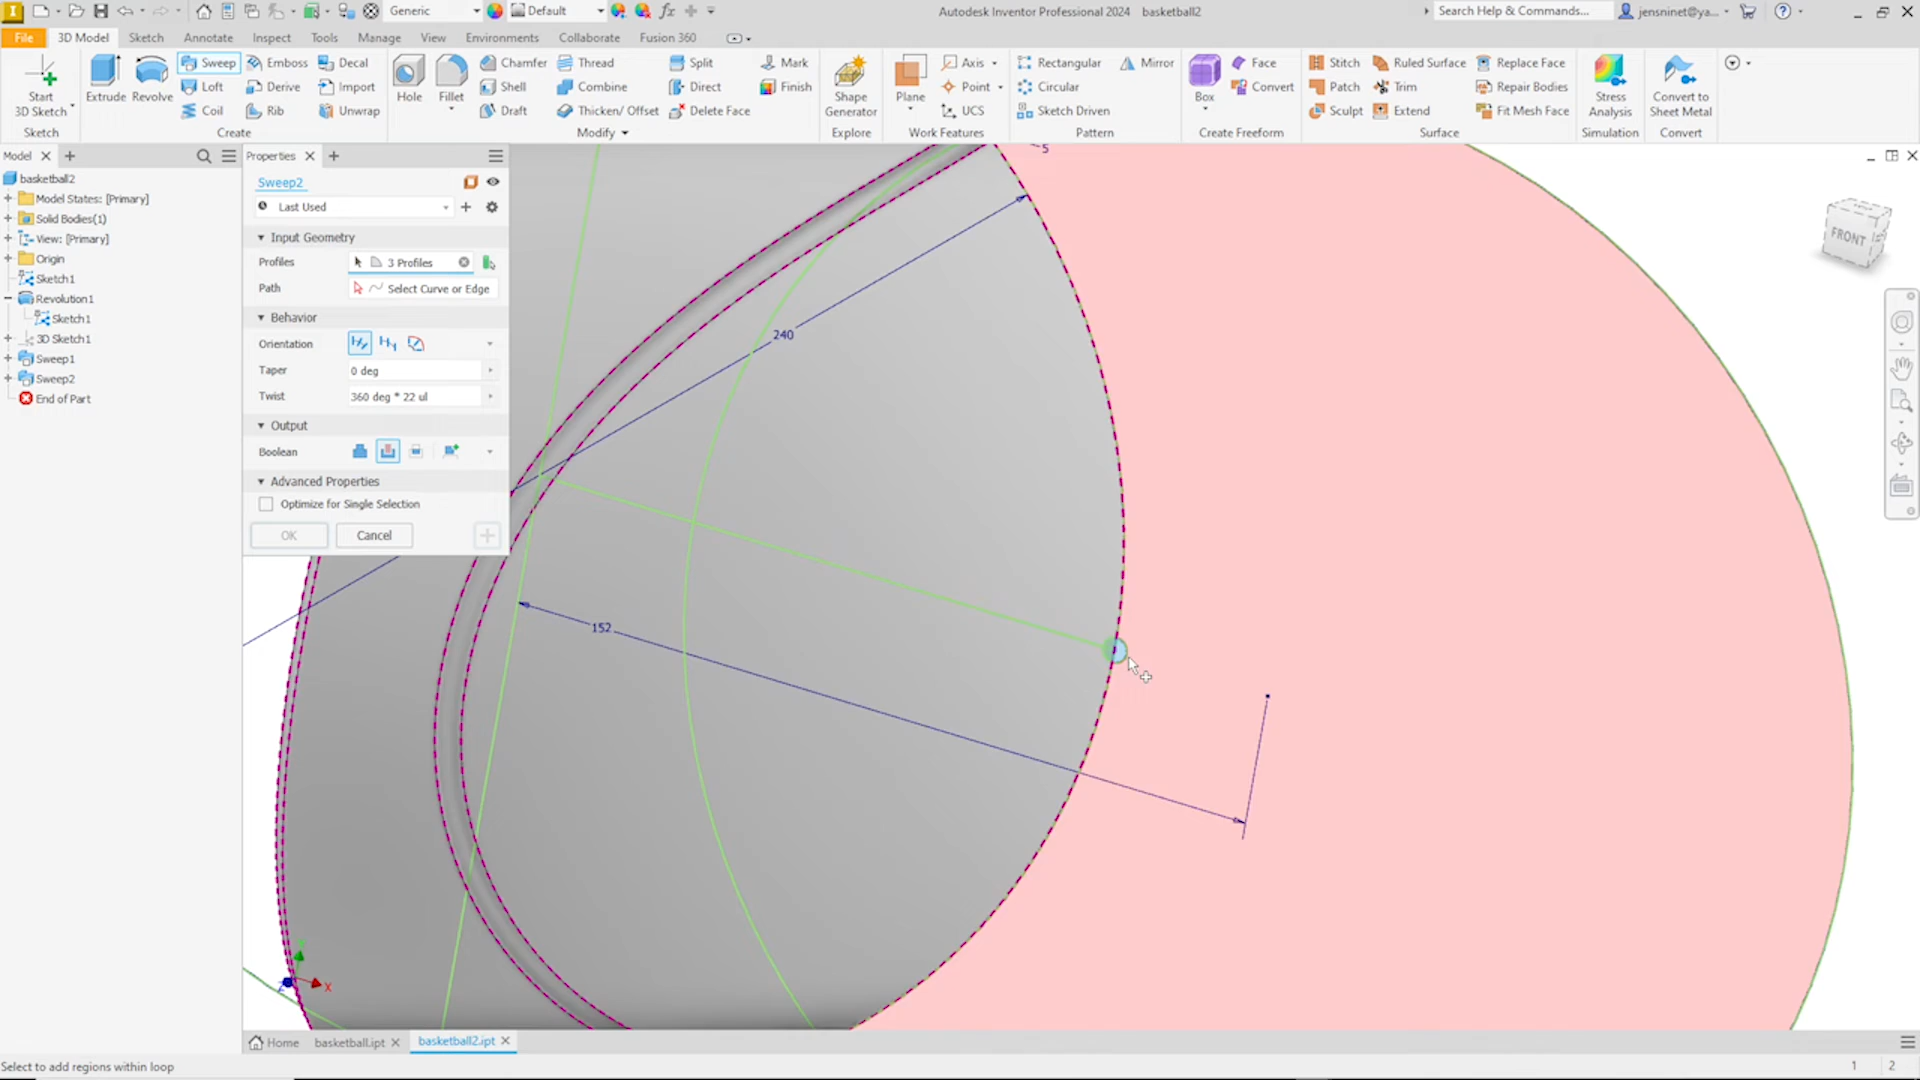 Generic
Default
Autodesk Inventor Professional 2024 basketball2
Search Help & Commands...
jensninet@ya...
File
3D Model
Sketch
Annotate
Inspect
Tools
Manage
View
Environments
Collaborate
Fusion 360
Start
3D Sketch
Sketch
Extrude
Revolve
Sweep
Loft
Coil
Emboss
Derive
Rib
Decal
Import
Unwrap
Create
Hole
Fillet
Chamfer
Shell
Draft
Thread
Combine
Thicken/ Offset
Split
Direct
Delete Face
Mark
Finish
Modify
Shape
Generator
Explore
Plane
Axis
Point
UCS
Work Features
Rectangular
Circular
Sketch Driven
Mirror
Pattern
Box
Face
Convert
Create Freeform
Stitch
Patch
Sculpt
Ruled Surface
Trim
Extend
Replace Face
Repair Bodies
Fit Mesh Face
Surface
Stress
Analysis
Simulation
Convert to
Sheet Metal
Convert
Model
basketball2
Model States: [Primary]
Solid Bodies(1)
View: [Primary]
Origin
Sketch1
Revolution1
Sketch1
3D Sketch1
Sweep1
Sweep2
End of Part
Properties
Sweep2
Last Used
Input Geometry
Profiles 3 Profiles
Path Select Curve or Edge
Behavior
Orientation
Taper 0 deg
Twist 360 deg * 22 ul
Output
Boolean
Advanced Properties
Optimize for Single Selection
OK Cancel
5
240
152
FRONT
X
Z
Home basketball.ipt basketball2.ipt
Select to add regions within loop
1 2